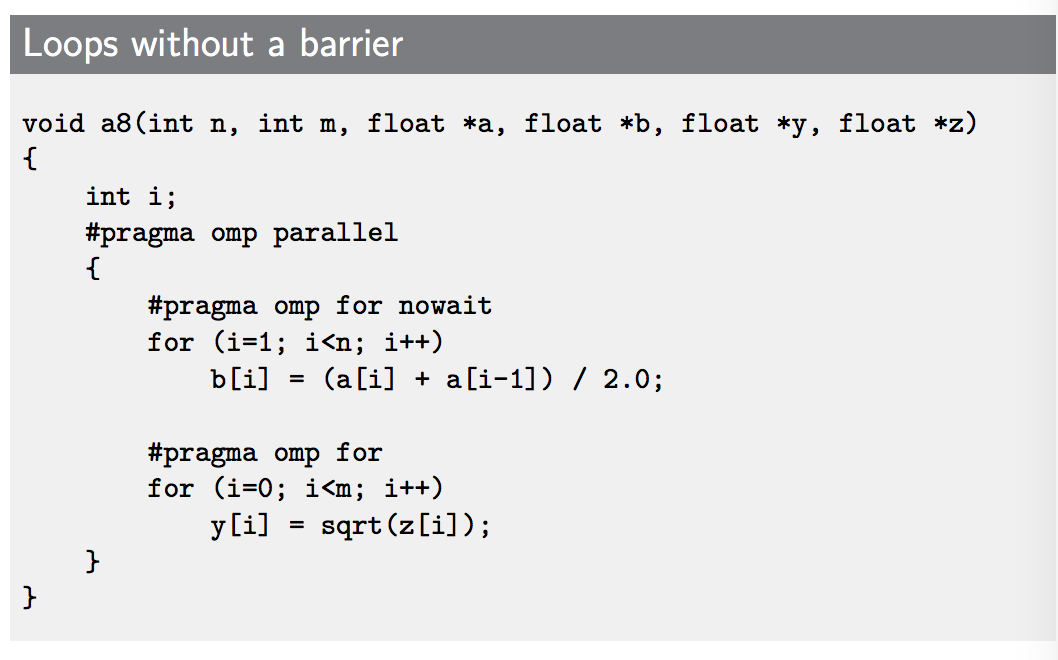 Loops without a barrier
void a8(int n, int m, float *a, float *b, float *y, float *z)
{
    int i;
    #pragma omp parallel
    {
        #pragma omp for nowait
        for (i=1; i<n; i++)
            b[i] = (a[i] + a[i-1]) / 2.0;

        #pragma omp for
        for (i=0; i<m; i++)
            y[i] = sqrt(z[i]);
    }
}